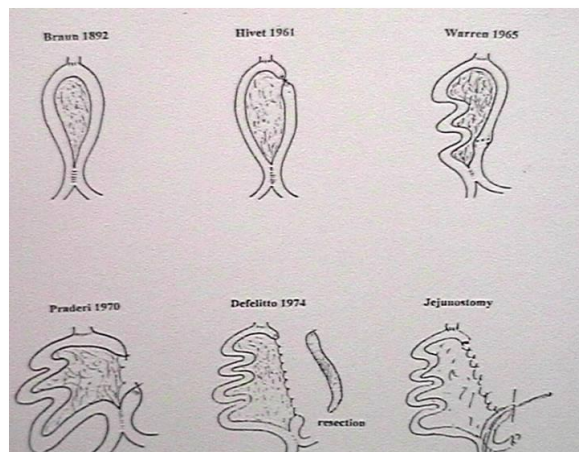 Braun 1892
Hivet 1961
Warren 1965
Praderi 1970
Defelitto 1974
Jejunostomy
resection